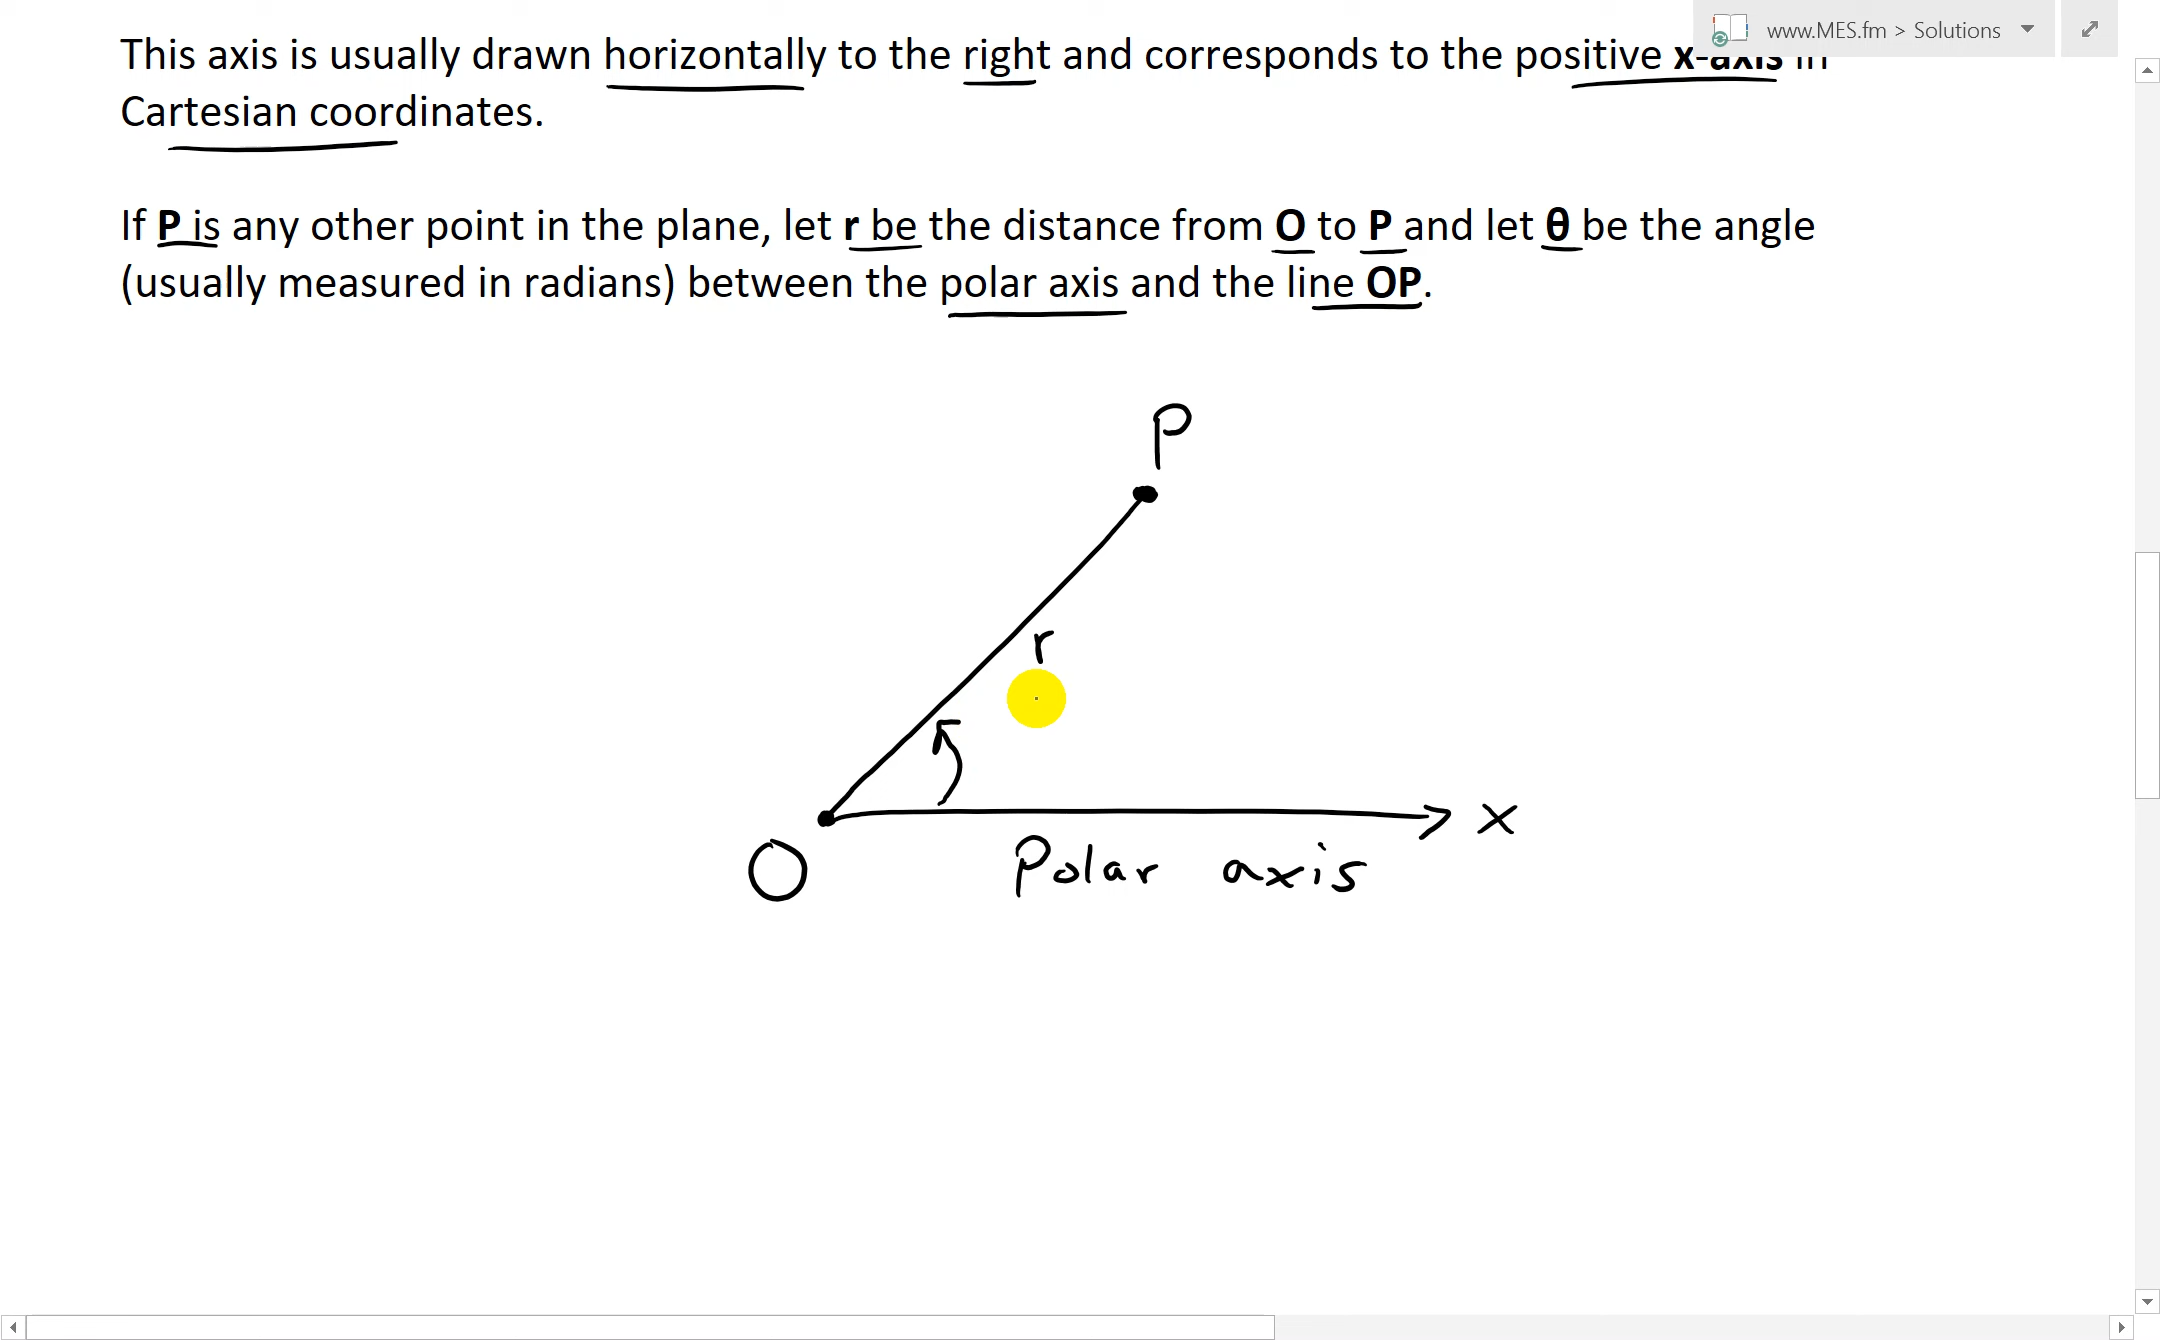 www.MES.fm > Solutions
This axis is usually drawn horizontally to the right and corresponds to the positive x-axis in
Cartesian coordinates.
If P is any other point in the plane, let r be the distance from O to P and let θ be the angle
(usually measured in radians) between the polar axis and the line OP.
P
r
x
O
Polar axis